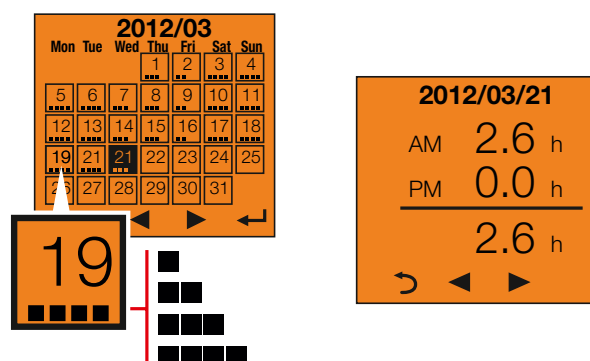 2012/03
Mon Tue Wed Thu Fri Sat Sun
1 2 3 4
5 6 7 8 9 10 11
12 13 14 15 16 17 18
19 21 21 22 23 24 25
26 27 28 29 30 31
19
2012/03/21
AM 2.6 h
PM 0.0 h
2.6 h